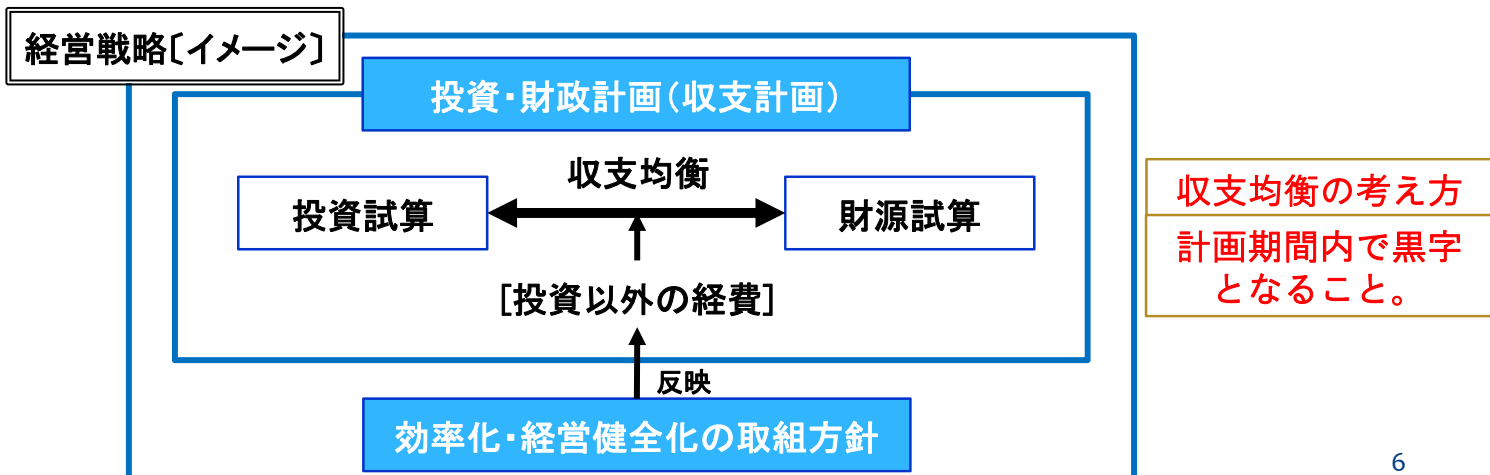 経営戦略〔イメージ〕
投資・財政計画(収支計画)
収支均衡
投資試算
財源試算
[投資以外の経費]
反映
効率化・経営健全化の取組方針
収支均衡の考え方
計画期間内で黒字
となること。
6